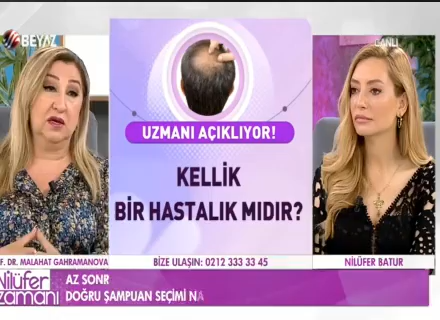 BEYAZ
CANLI
UZMANI AÇIKLIYOR!
KELLİK
BİR HASTALIK MIDIR?
F. DR. MALAHAT GAHRAMANOVA
BİZE ULAŞIN: 0212 333 33 45
NİLÜFER BATUR
Nilüfer
zamanı
AZ SONR
DOĞRU ŞAMPUAN SEÇİMİ NA